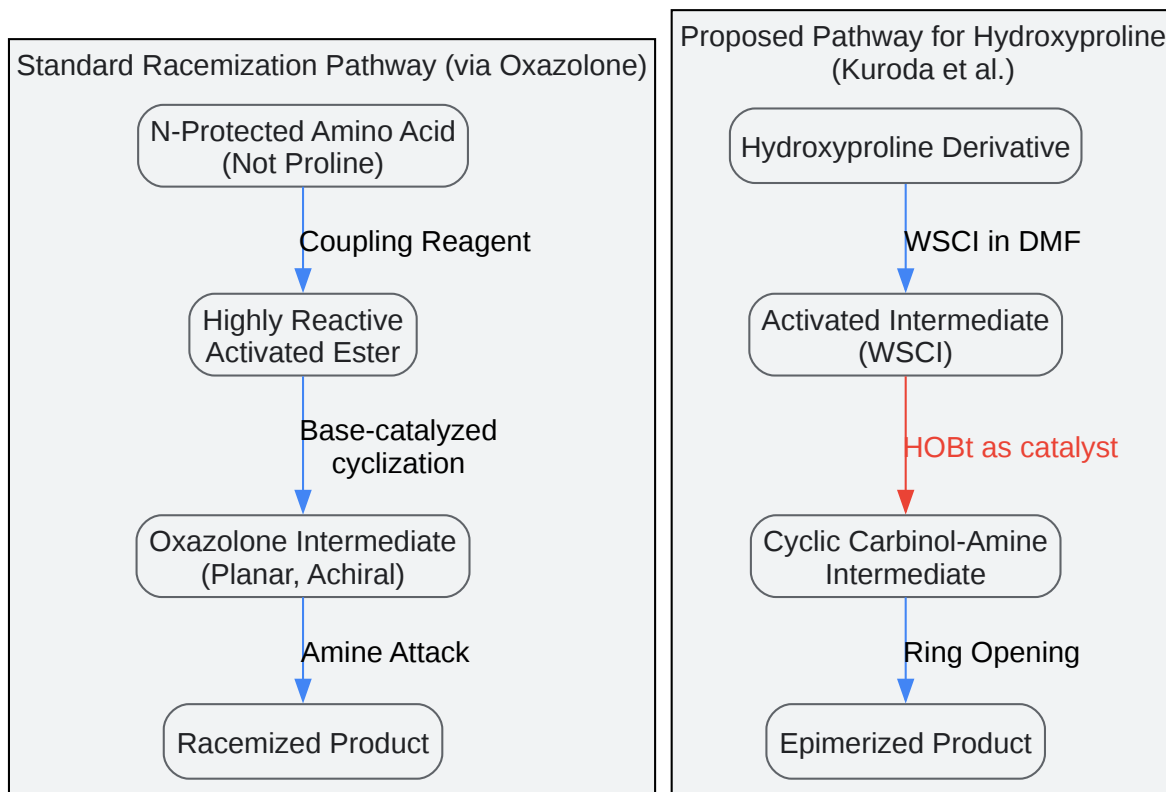 Standard Racemization Pathway (via Oxazolone)
N-Protected Amino Acid
(Not Proline)
Coupling Reagent
Highly Reactive
Activated Ester
Base-catalyzed
cyclization
Oxazolone Intermediate
(Planar, Achiral)
Amine Attack
Racemized Product
Proposed Pathway for Hydroxyproline
(Kuroda et al.)
Hydroxyproline Derivative
WSCI in DMF
Activated Intermediate
(WSCI)
HOBt as catalyst
Cyclic Carbinol-Amine
Intermediate
Ring Opening
Epimerized Product